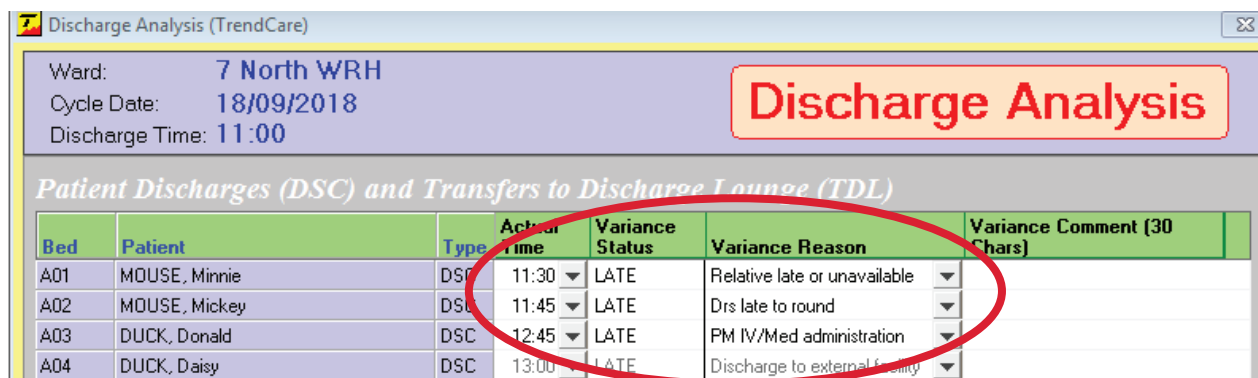 Discharge Analysis (TrendCare)
Ward: 7 North WRH
Cycle Date: 18/09/2018
Discharge Time: 11:00
Discharge Analysis
Patient Discharges (DSC) and Transfers to Discharge Lounge (TDL)
Bed Patient Type Actual Time Variance Status Variance Reason Variance Comment (30 Chars)
A01 MOUSE, Minnie DSC 11:30 LATE Relative late or unavailable
A02 MOUSE, Mickey DSC 11:45 LATE Drs late to round
A03 DUCK, Donald DSC 12:45 LATE PM IV/Med administration
A04 DUCK, Daisy DSC 13:00 LATE Discharge to external facility